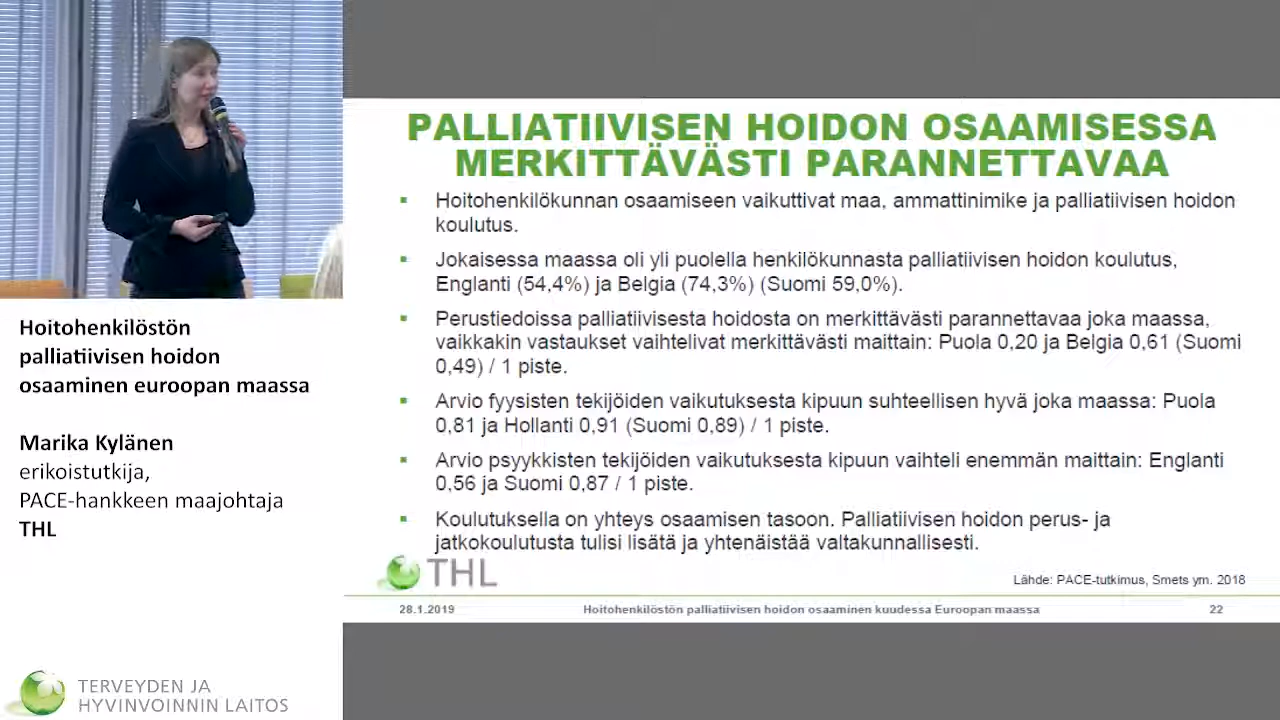 PALLIATIIVISEN HOIDON OSAAMISESSA
MERKITTÄVÄSTI PARANNETTAVAA
Hoitohenkilökunnan osaamiseen vaikuttivat maa, ammattinimike ja palliatiivisen hoidon
koulutus.
Jokaisessa maassa oli yli puolella henkilökunnasta palliatiivisen hoidon koulutus,
Englanti (54,4%) ja Belgia (74,3%) (Suomi 59,0%).
Perustiedoissa palliatiivisesta hoidosta on merkittävästi parannettavaa joka maassa,
vaikkakin vastaukset vaihtelivat merkittävästi maittain: Puola 0,20 ja Belgia 0,61 (Suomi
0,49) / 1 piste.
Arvio fyysisten tekijöiden vaikutuksesta kipuun suhteellisen hyvä joka maassa: Puola
0,81 ja Hollanti 0,91 (Suomi 0,89) / 1 piste.
Arvio psyykkisten tekijöiden vaikutuksesta kipuun vaihteli enemmän maittain: Englanti
0,56 ja Suomi 0,87 / 1 piste.
Koulutuksella on yhteys osaamisen tasoon. Palliatiivisen hoidon perus- ja
jatkokoulutusta tulisi lisätä ja yhtenäistää valtakunnallisesti.
THL
Lähde: PACE-tutkimus, Smets ym. 2018
28.1.2019 Hoitohenkilöstön palliatiivisen hoidon osaaminen kuudessa Euroopan maassa 22
Hoitohenkilöstön
palliatiivisen hoidon
osaaminen euroopan maassa
Marika Kylänen
erikoistutkija,
PACE-hankkeen maajohtaja
THL
TERVEYDEN JA
HYVINVOINNIN LAITOS